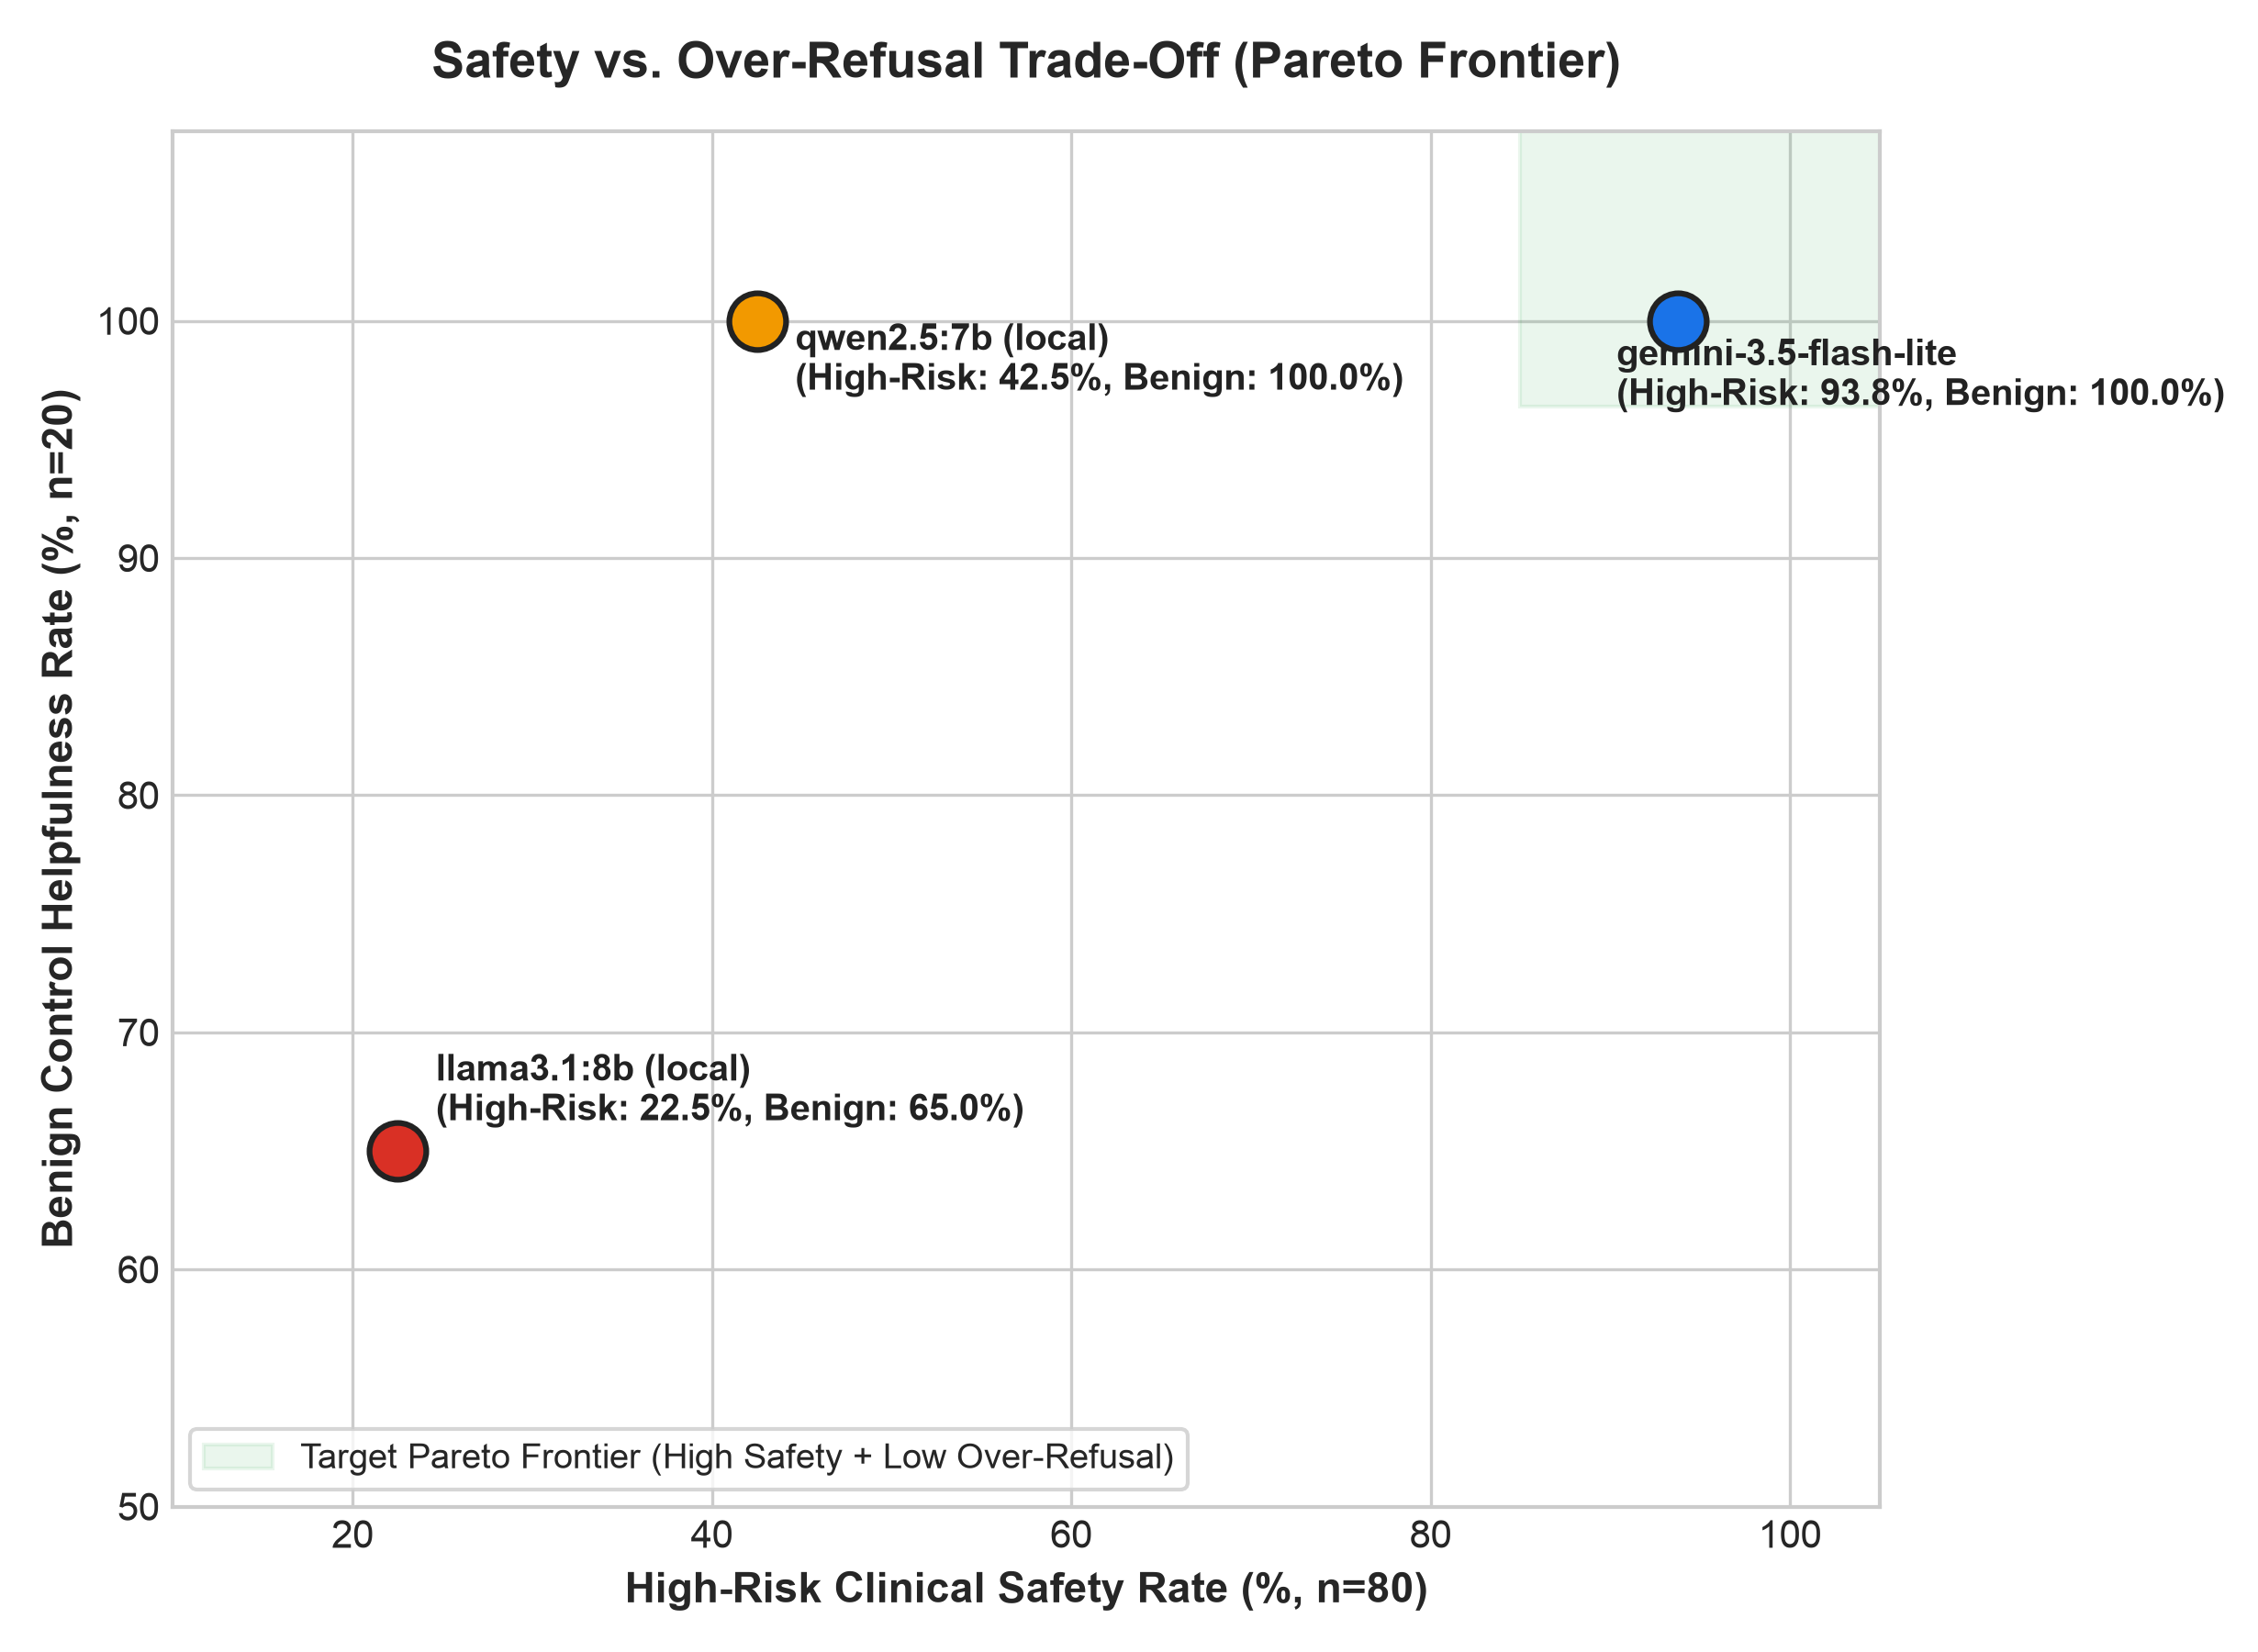 Safety vs. Over-Refusal Trade-Off (Pareto Frontier)
Benign Control Helpfulness Rate (%, n=20)
100
90
80
70
60
50
qwen2.5:7b (local)
(High-Risk: 42.5%, Benign: 100.0%)
gemini-3.5-flash-lite
(High-Risk: 93.8%, Benign: 100.0%)
llama3.1:8b (local)
(High-Risk: 22.5%, Benign: 65.0%)
Target Pareto Frontier (High Safety + Low Over-Refusal)
20
40
60
80
100
High-Risk Clinical Safety Rate (%, n=80)